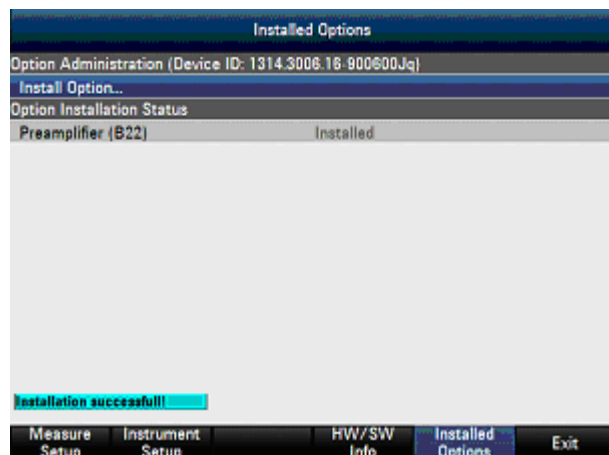 Installed Options
Option Administration (Device ID: 1314.3006.16-900600Jq)
Install Option...
Option Installation Status
Preamplifier (B22) Installed
Installation successfull!
Measure Setup
Instrument Setup
HW/SW Info
Installed Options
Exit